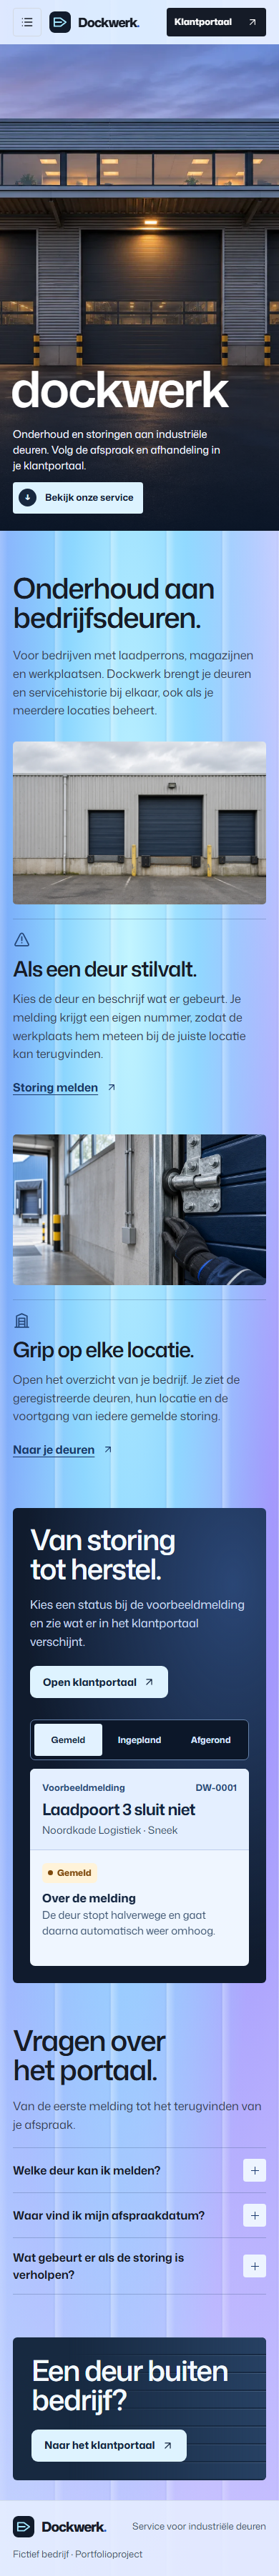 Dockwerk.
Klantportaal
dockwerk
Onderhoud en storingen aan industriële
deuren. Volg de afspraak en afhandeling in
je klantportaal.
Bekijk onze service
Onderhoud aan
bedrijfsdeuren.
Voor bedrijven met laadperrons, magazijnen
en werkplaatsen. Dockwerk brengt je deuren
en servicehistorie bij elkaar, ook als je
meerdere locaties beheert.
Als een deur stilvalt.
Kies de deur en beschrijf wat er gebeurt. Je
melding krijgt een eigen nummer, zodat de
werkplaats hem meteen bij de juiste locatie
kan terugvinden.
Storing melden
Grip op elke locatie.
Open het overzicht van je bedrijf. Je ziet de
geregistreerde deuren, hun locatie en de
voortgang van iedere gemelde storing.
Naar je deuren
Van storing
tot herstel.
Kies een status bij de voorbeeldmelding
en zie wat er in het klantportaal
verschijnt.
Open klantportaal
Gemeld Ingepland Afgerond
Voorbeeldmelding DW-0001
Laadpoort 3 sluit niet
Noordkade Logistiek · Sneek
Gemeld
Over de melding
De deur stopt halverwege en gaat
daarna automatisch weer omhoog.
Vragen over
het portaal.
Van de eerste melding tot het terugvinden van
je afspraak.
Welke deur kan ik melden?
Waar vind ik mijn afspraakdatum?
Wat gebeurt er als de storing is
verholpen?
Een deur buiten
bedrijf?
Naar het klantportaal
Dockwerk.
Service voor industriële deuren
Fictief bedrijf · Portfolioproject